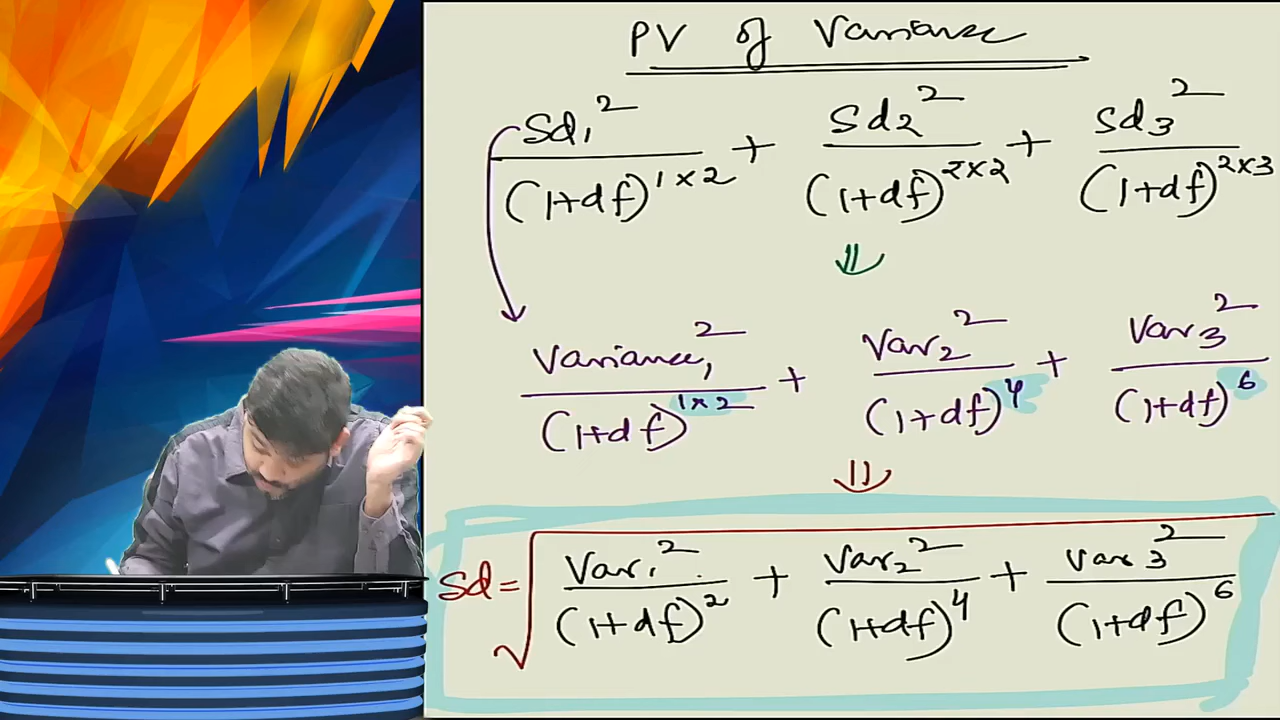 PV of Variance
Sd₁² / (1+df)^1×2 + Sd₂² / (1+df)^2×2 + Sd₃² / (1+df)^2×3
⇓
Variance₁² / (1+df)^1×2 + Var₂² / (1+df)^4 + Var₃² / (1+df)^6
⇓
Sd = √( Var₁² / (1+df)^2 + Var₂² / (1+df)^4 + Var₃² / (1+df)^6 )